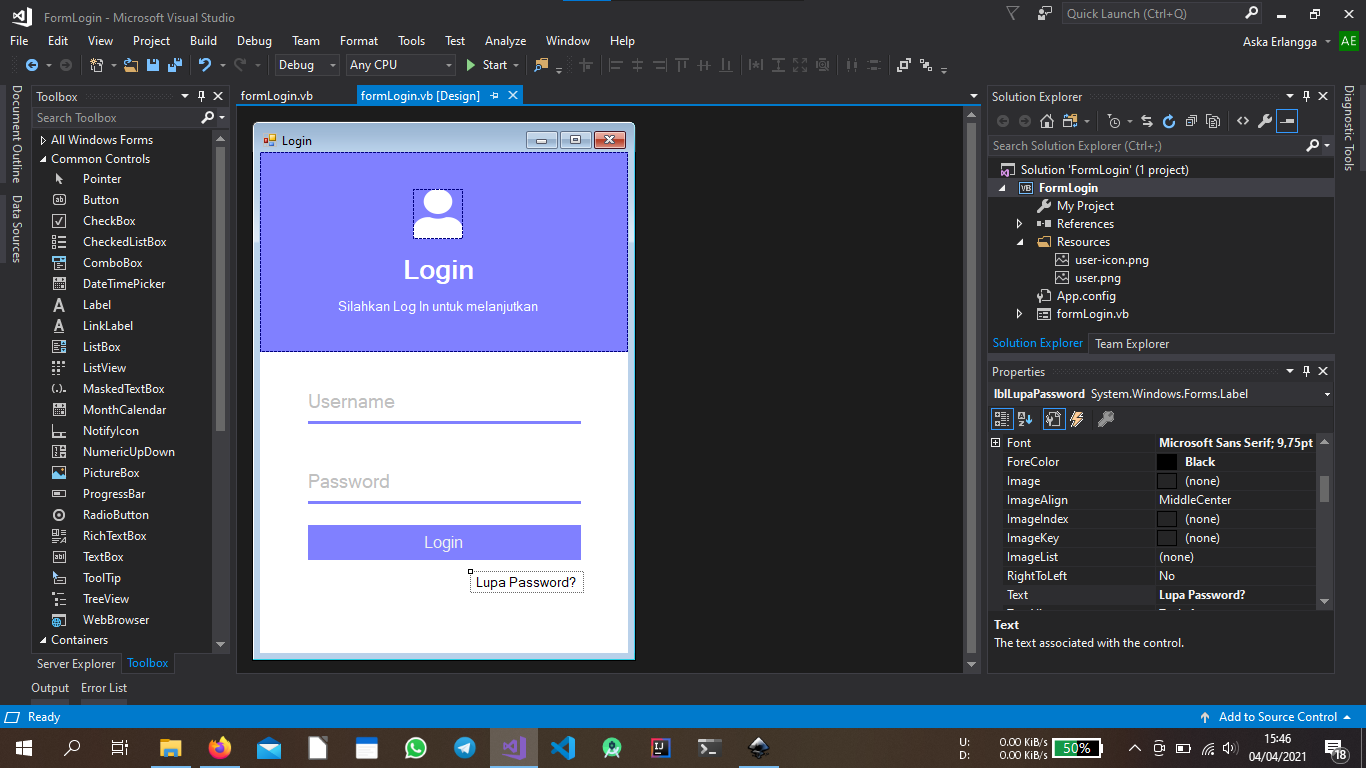 FormLogin - Microsoft Visual Studio
Quick Launch (Ctrl+Q)
File Edit View Project Build Debug Team Format Tools Test Analyze Window Help
Aska Erlangga AE
Debug Any CPU Start
Document Outline
Data Sources
Toolbox
Search Toolbox
All Windows Forms
Common Controls
Pointer
Button
CheckBox
CheckedListBox
ComboBox
DateTimePicker
Label
LinkLabel
ListBox
ListView
MaskedTextBox
MonthCalendar
NotifyIcon
NumericUpDown
PictureBox
ProgressBar
RadioButton
RichTextBox
TextBox
ToolTip
TreeView
WebBrowser
Containers
Server Explorer Toolbox
Output Error List
formLogin.vb formLogin.vb [Design]
Login
Login
Silahkan Log In untuk melanjutkan
Username
Password
Login
Lupa Password?
Solution Explorer
Search Solution Explorer (Ctrl+;)
Solution 'FormLogin' (1 project)
VB FormLogin
My Project
References
Resources
user-icon.png
user.png
App.config
formLogin.vb
Solution Explorer Team Explorer
Diagnostic Tools
Properties
lblLupaPassword System.Windows.Forms.Label
Font Microsoft Sans Serif; 9,75pt
ForeColor Black
Image (none)
ImageAlign MiddleCenter
ImageIndex (none)
ImageKey (none)
ImageList (none)
RightToLeft No
Text Lupa Password?
Text
The text associated with the control.
Ready
Add to Source Control
U: 0.00 KiB/s
D: 0.00 KiB/s
50%
15:46
04/04/2021
18